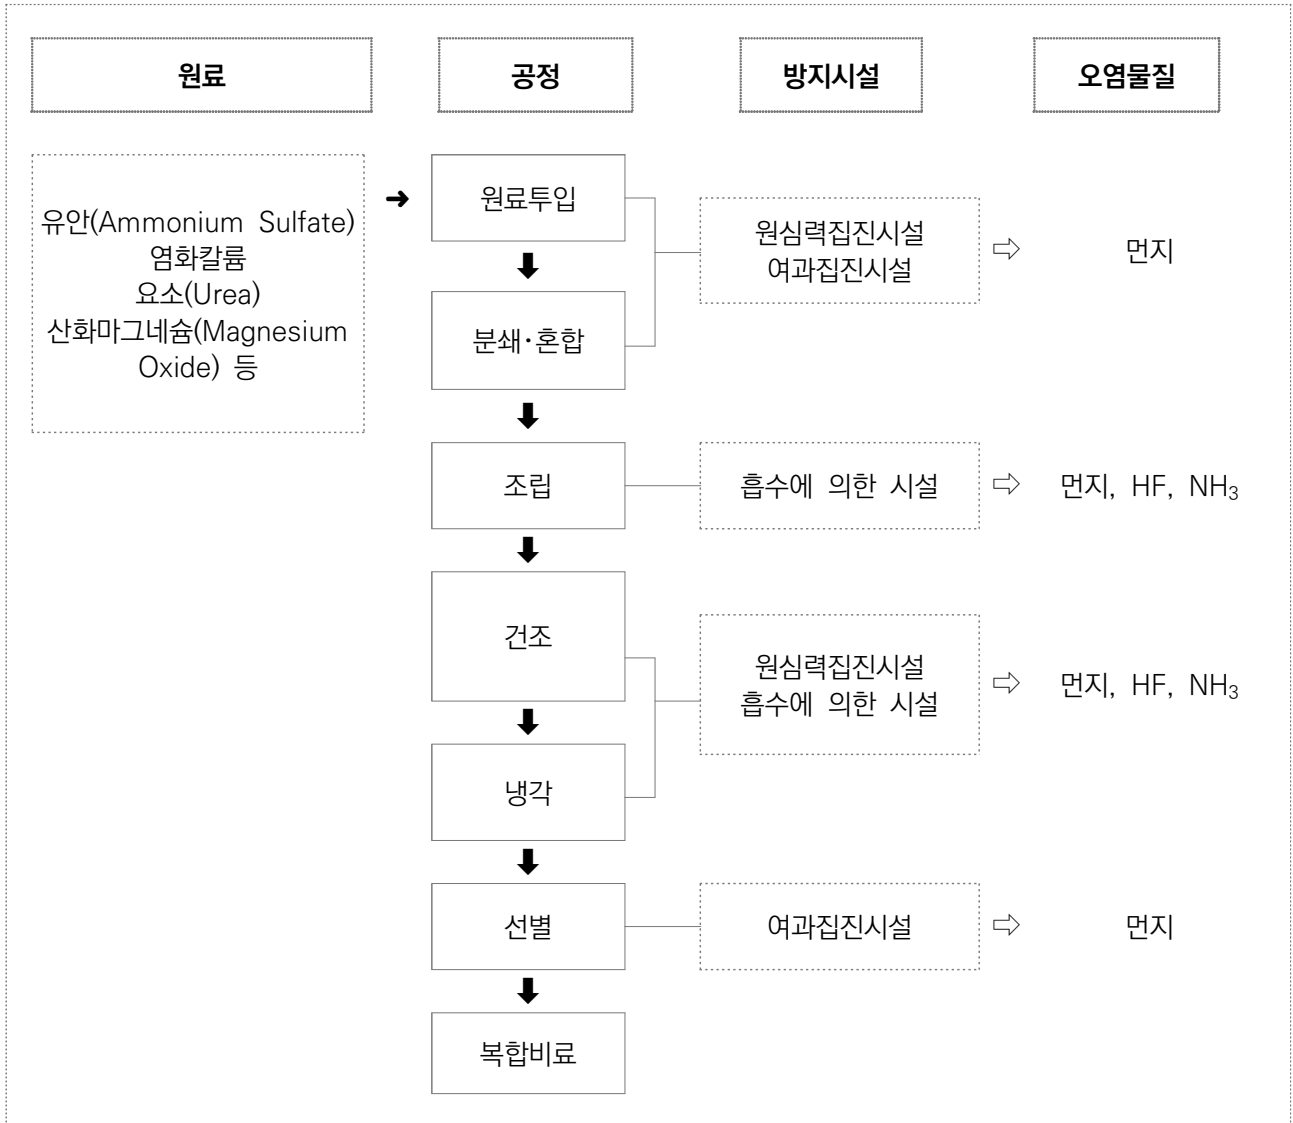 원료
공정
방지시설
오염물질
유안(Ammonium Sulfate)
염화칼륨
요소(Urea)
산화마그네슘(Magnesium
Oxide) 등
➜
원료투입
원심력집진시설
여과집진시설
⇨
먼지
⬇
분쇄·혼합
⬇
조립
흡수에 의한 시설
⇨
먼지, HF, NH₃
⬇
건조
원심력집진시설
흡수에 의한 시설
⇨
먼지, HF, NH₃
⬇
냉각
⬇
선별
여과집진시설
⇨
먼지
⬇
복합비료